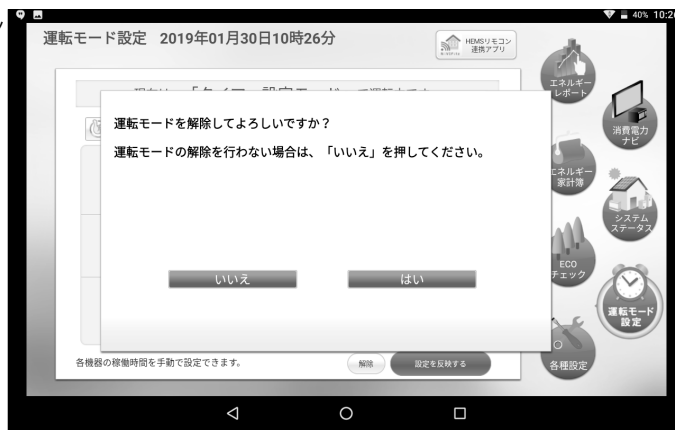 40% 10:26
運転モード設定 2019年01月30日10時26分
HEMSリモコン
連携アプリ
運転モードを解除してよろしいですか？
運転モードの解除を行わない場合は、「いいえ」を押してください。
いいえ
はい
各機器の稼働時間を手動で設定できます。
解除
設定を反映する
エネルギー
レポート
消費電力
ナビ
エネルギー
家計簿
システム
ステータス
ECO
チェック
運転モード
設定
各種設定